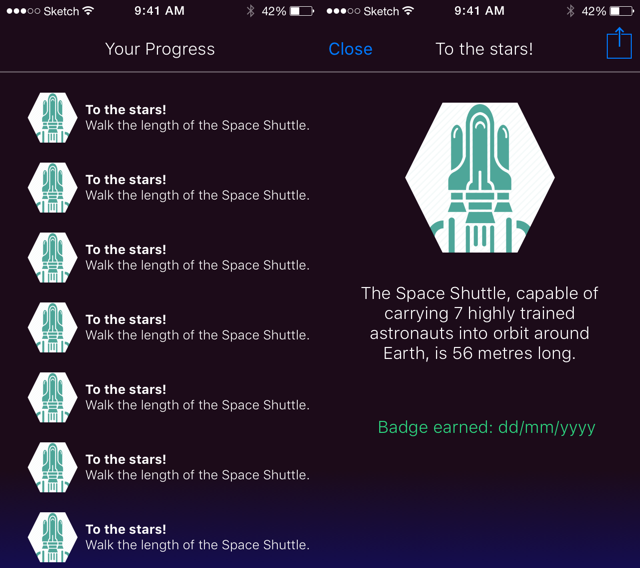 Sketch 9:41 AM 42%
Your Progress
To the stars!
Walk the length of the Space Shuttle.
To the stars!
Walk the length of the Space Shuttle.
To the stars!
Walk the length of the Space Shuttle.
To the stars!
Walk the length of the Space Shuttle.
To the stars!
Walk the length of the Space Shuttle.
To the stars!
Walk the length of the Space Shuttle.
To the stars!
Walk the length of the Space Shuttle.
Sketch 9:41 AM 42%
Close To the stars!
The Space Shuttle, capable of
carrying 7 highly trained
astronauts into orbit around
Earth, is 56 metres long.
Badge earned: dd/mm/yyyy